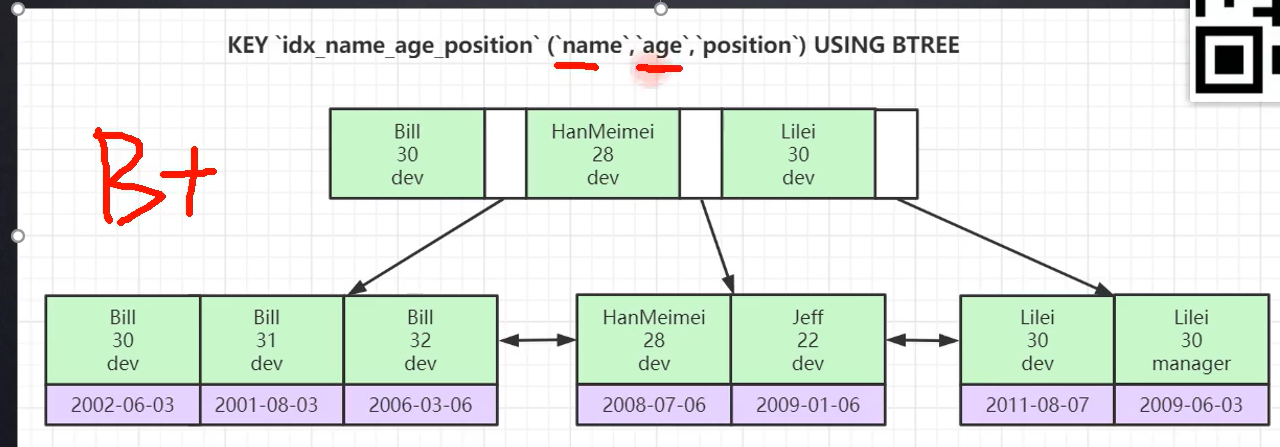 KEY `idx_name_age_position` (`name`,`age`,`position`) USING BTREE
B+
Bill
30
dev
HanMeimei
28
dev
Lilei
30
dev
Bill
30
dev
2002-06-03
Bill
31
dev
2001-08-03
Bill
32
dev
2006-03-06
HanMeimei
28
dev
2008-07-06
Jeff
22
dev
2009-01-06
Lilei
30
dev
2011-08-07
Lilei
30
manager
2009-06-03